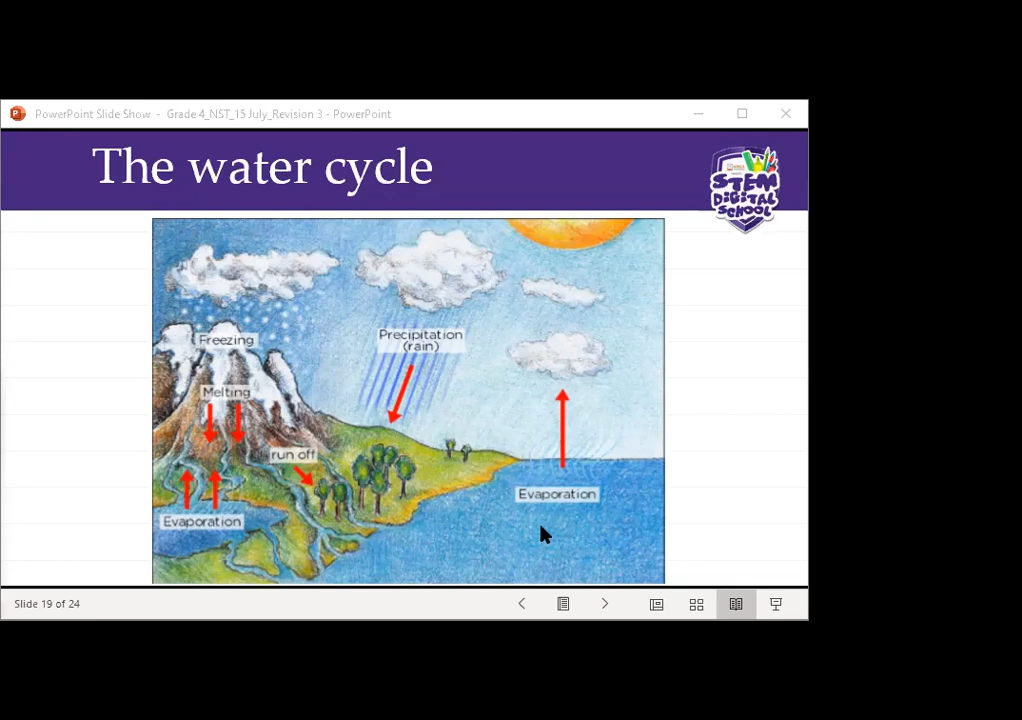 PowerPoint Slide Show - Grade 4_NST_15 July_Revision 3 - PowerPoint
The water cycle
STEM
DIGITAL
SCHOOL
Freezing
Precipitation
(rain)
Melting
run off
Evaporation
Evaporation
Slide 19 of 24